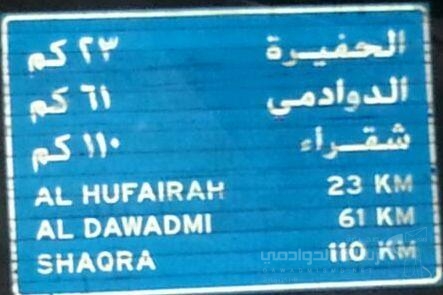 الحفيرة ٢٣ كم
الدوادمي ٦١ كم
شقراء ١١٠ كم
AL HUFAIRAH 23 KM
AL DAWADMI 61 KM
SHAQRA 110 KM